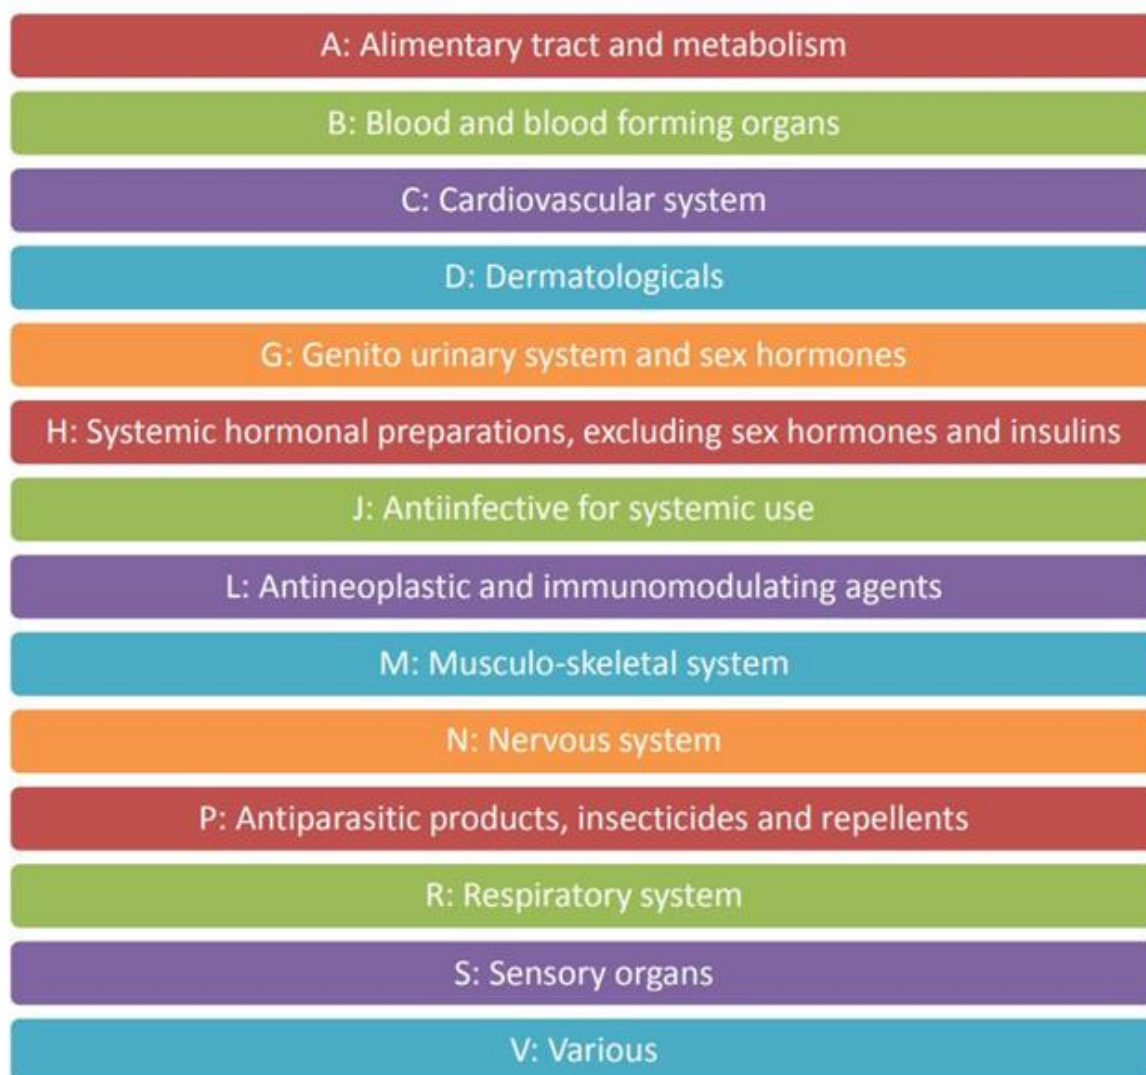 A: Alimentary tract and metabolism
B: Blood and blood forming organs
C: Cardiovascular system
D: Dermatologicals
G: Genito urinary system and sex hormones
H: Systemic hormonal preparations, excluding sex hormones and insulins
J: Antiinfective for systemic use
L: Antineoplastic and immunomodulating agents
M: Musculo-skeletal system
N: Nervous system
P: Antiparasitic products, insecticides and repellents
R: Respiratory system
S: Sensory organs
V: Various